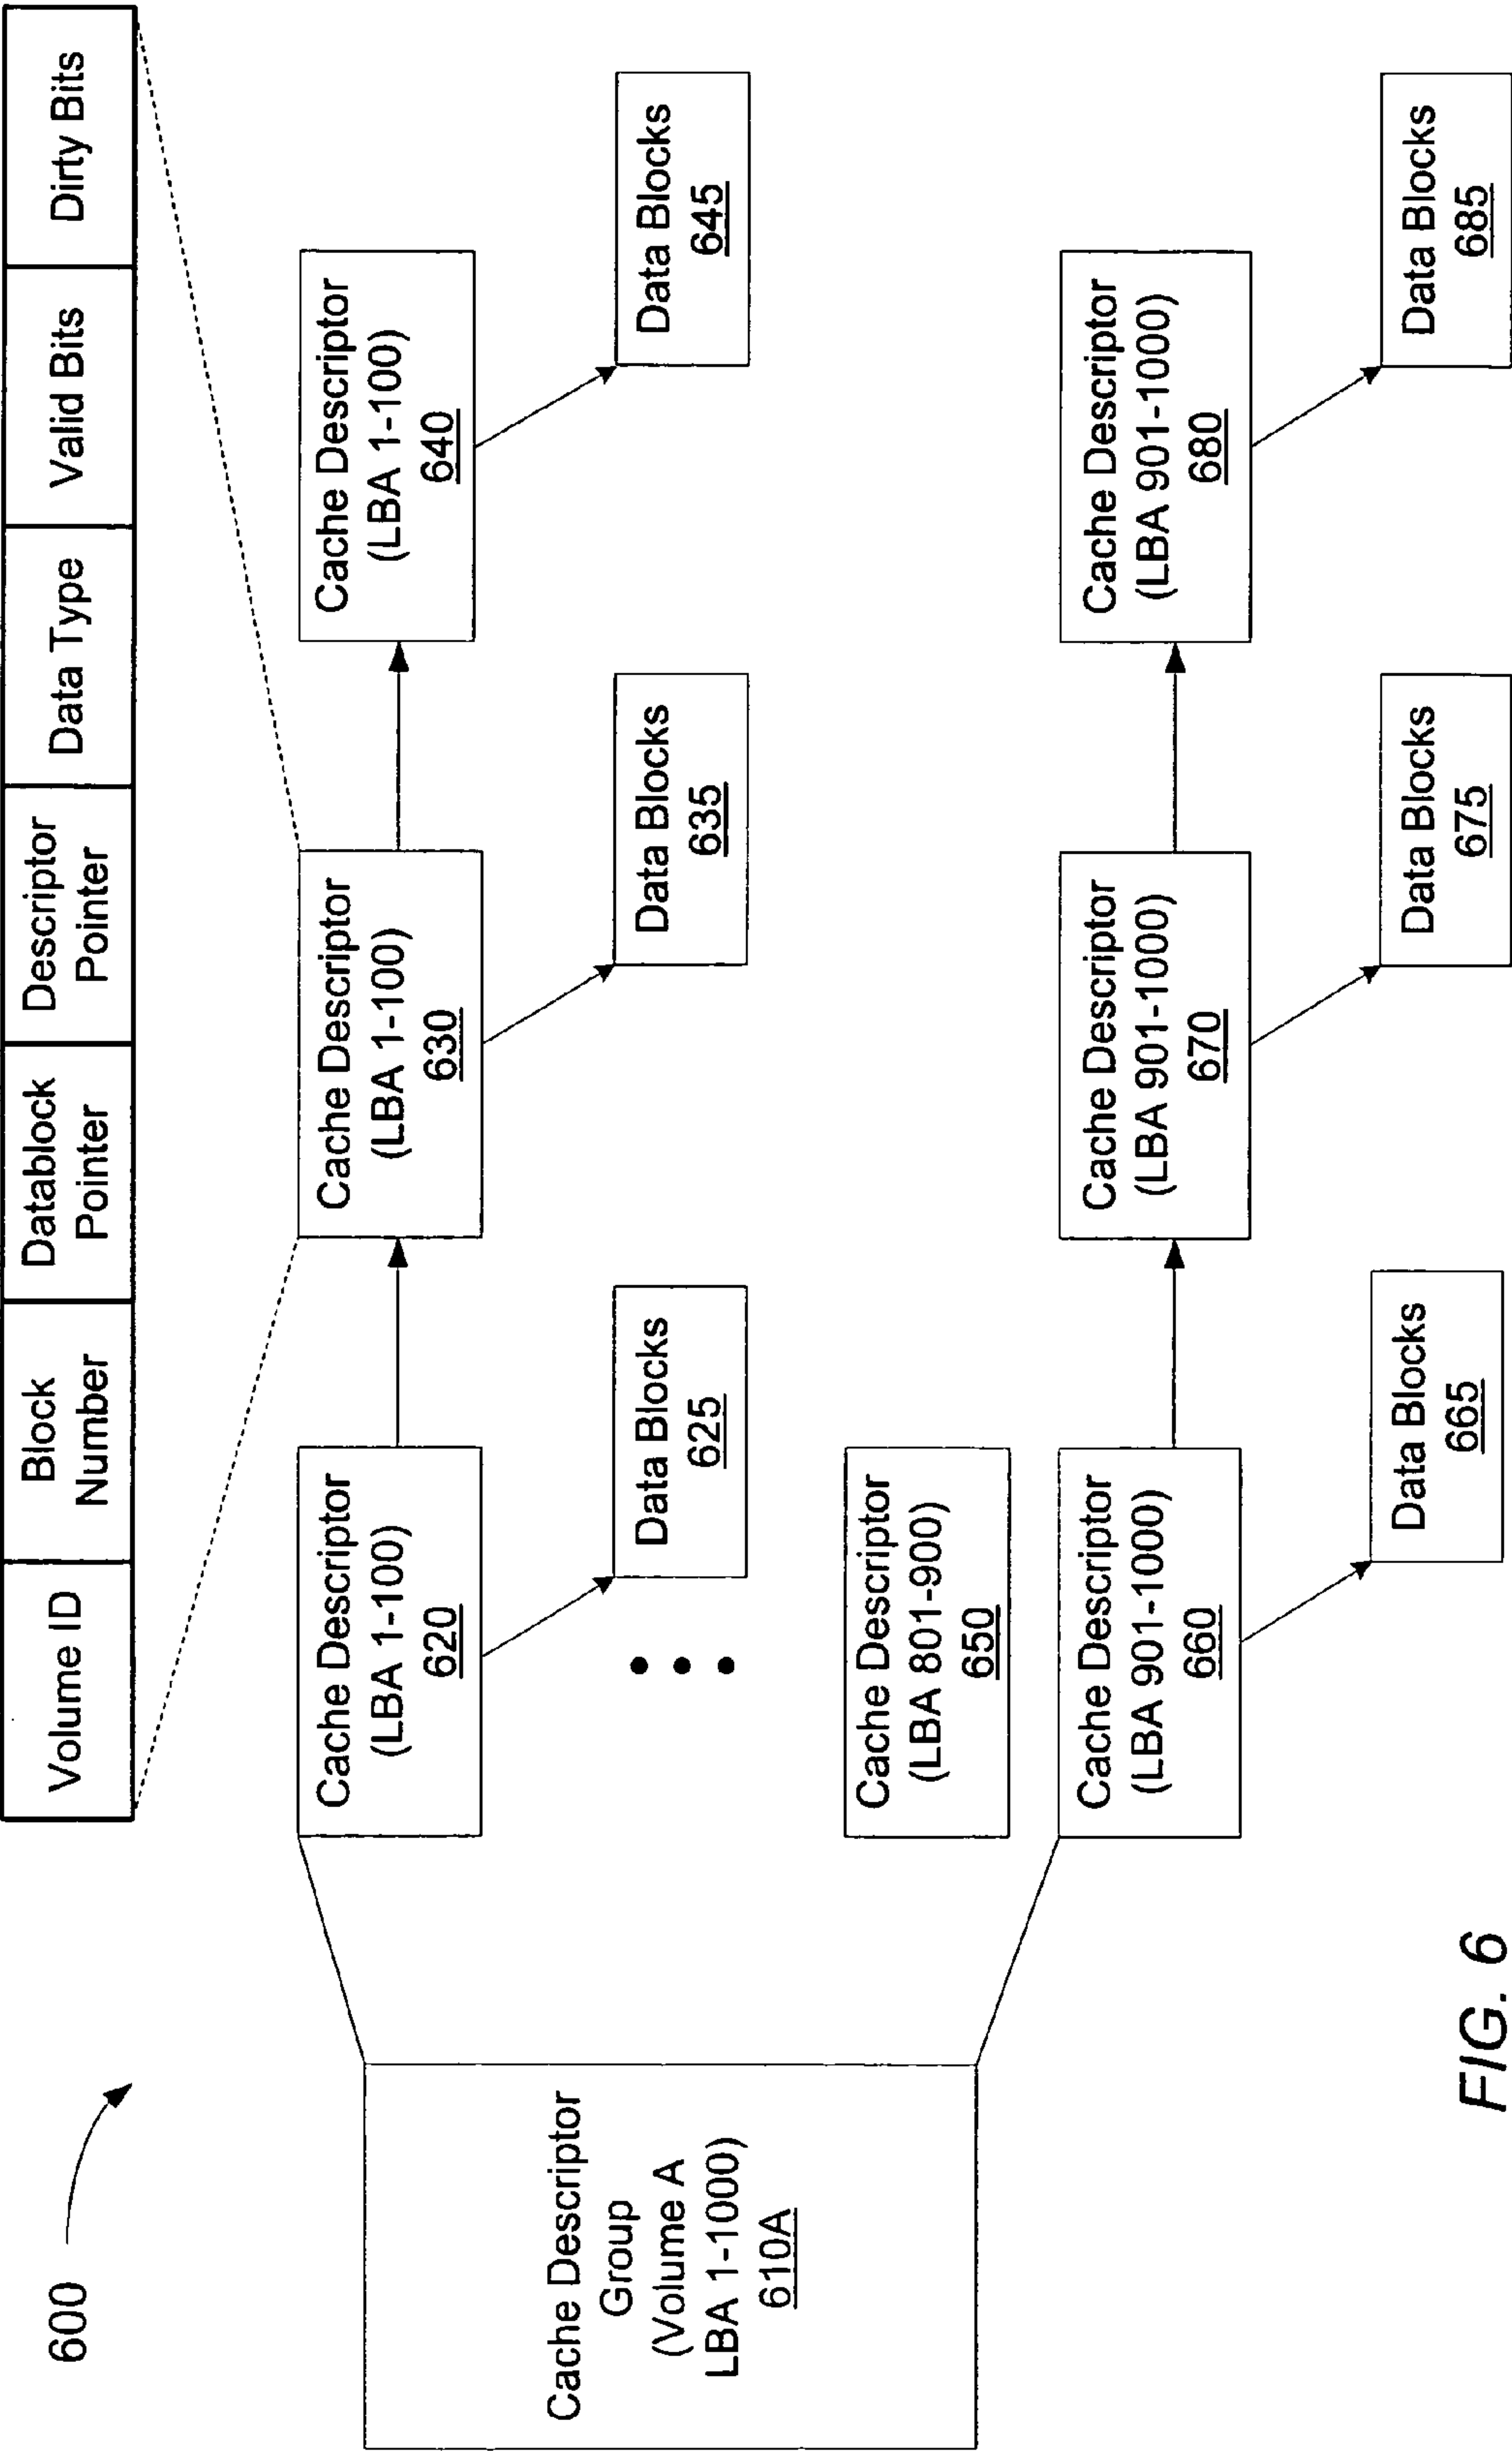 600
Volume ID
Block
Number
Datablock
Pointer
Descriptor
Pointer
Data Type
Valid Bits
Dirty Bits
Cache Descriptor
Group
(Volume A
LBA 1-1000)
610A
Cache Descriptor
(LBA 1-100)
620
Cache Descriptor
(LBA 1-100)
630
Cache Descriptor
(LBA 1-100)
640
Data Blocks
625
Data Blocks
635
Data Blocks
645
Cache Descriptor
(LBA 801-900)
650
Cache Descriptor
(LBA 901-1000)
660
Cache Descriptor
(LBA 901-1000)
670
Cache Descriptor
(LBA 901-1000)
680
Data Blocks
665
Data Blocks
675
Data Blocks
685
FIG. 6